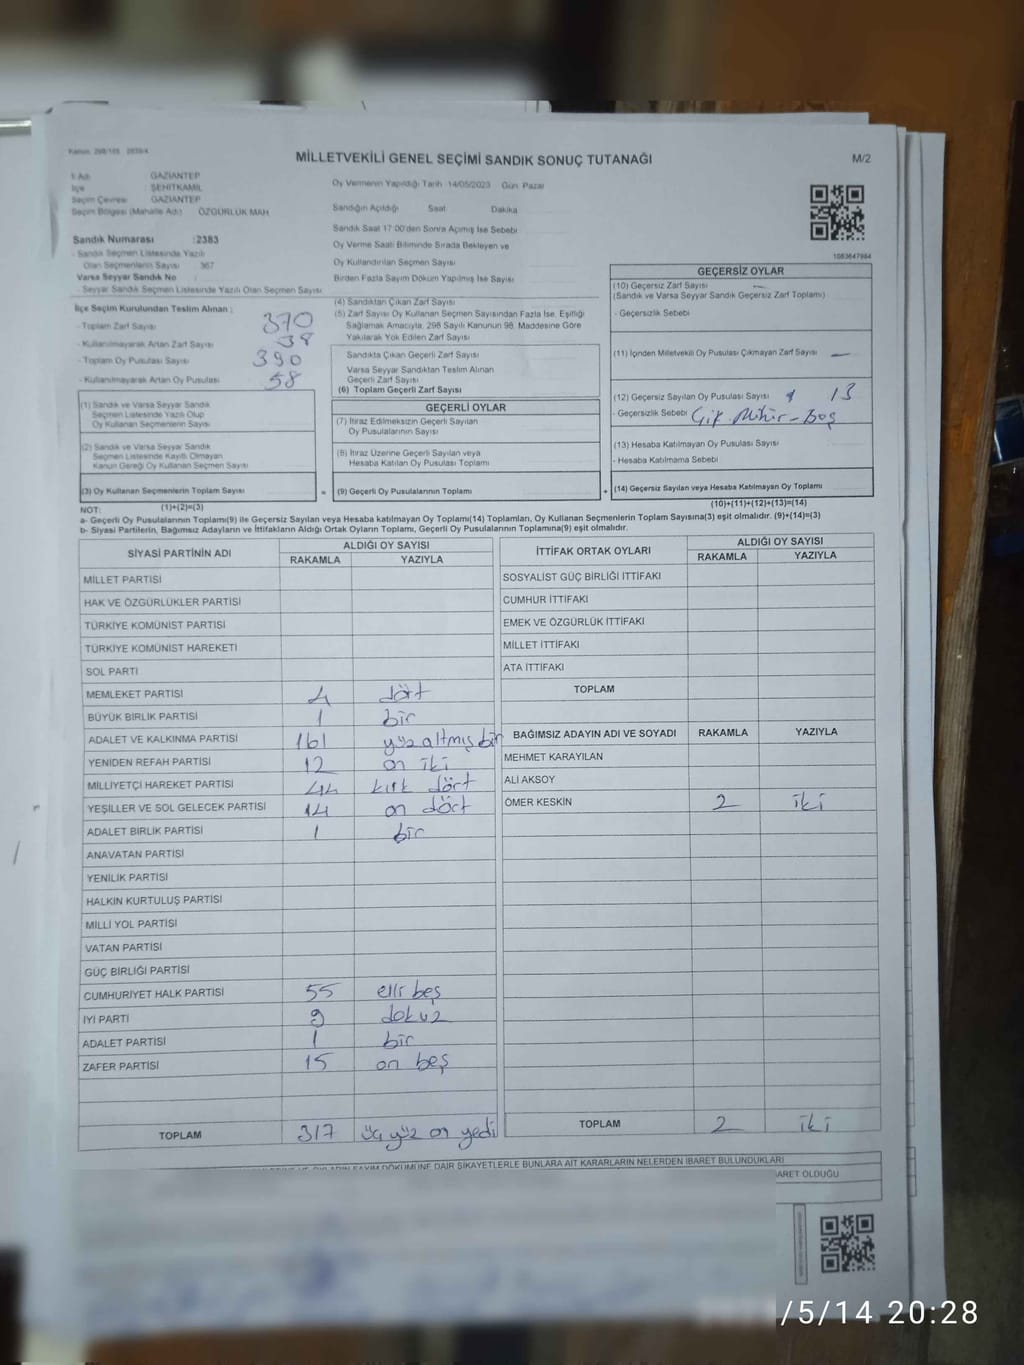 MİLLETVEKİLİ GENEL SEÇİMİ SANDIK SONUÇ TUTANAĞI
M/2
İl Adı GAZİANTEP
İlçe : ŞEHİTKAMİL
Seçim Çevresi GAZİANTEP
Seçim Bölgesi (Mahalle Adı) ÖZGÜRLÜK MAH
Sandık Numarası :2383
- Sandık Seçmen Listesinde Yazılı
Olan Seçmenlerin Sayısı 367
Varsa Seyyar Sandık No
- Seyyar Sandık Seçmen Listesinde Yazılı Olan Seçmen Sayısı
Oy Vermenin Yapıldığı Tarih 14/05/2023 Gün Pazar
Sandığın Açıldığı Saat Dakika
Sandık Saat 17.00'den Sonra Açılmış İse Sebebi
Oy Verme Saati Bitiminde Sırada Bekleyen ve
Oy Kullandırılan Seçmen Sayısı
Birden Fazla Sayım Döküm Yapılmış İse Sayısı
1083647984
İlçe Seçim Kurulundan Teslim Alınan :
- Toplam Zarf Sayısı 370
- Kullanılmayarak Artan Zarf Sayısı 38
- Toplam Oy Pusulası Sayısı 390
- Kullanılmayarak Artan Oy Pusulası 58
(1) Sandık ve Varsa Seyyar Sandık
Seçmen Listesinde Yazılı Olup
Oy Kullanan Seçmenlerin Sayısı
(2) Sandık ve Varsa Seyyar Sandık
Seçmen Listesinde Kayıtlı Olmayan
Kanun Gereği Oy Kullanan Seçmen Sayısı
(3) Oy Kullanan Seçmenlerin Toplam Sayısı
(1)+(2)=(3)
(4) Sandıktan Çıkan Zarf Sayısı
(5) Zarf Sayısı Oy Kullanan Seçmen Sayısından Fazla İse, Eşitliği
Sağlamak Amacıyla, 298 Sayılı Kanunun 98. Maddesine Göre
Yakılarak Yok Edilen Zarf Sayısı
Sandıkta Çıkan Geçerli Zarf Sayısı
Varsa Seyyar Sandıktan Teslim Alınan
Geçerli Zarf Sayısı
(6) Toplam Geçerli Zarf Sayısı
GEÇERLİ OYLAR
(7) İtiraz Edilmeksizin Geçerli Sayılan
Oy Pusulalarının Sayısı
(8) İtiraz Üzerine Geçerli Sayılan veya
Hesaba Katılan Oy Pusulası Toplamı
= (9) Geçerli Oy Pusulalarının Toplamı
GEÇERSİZ OYLAR
(10) Geçersiz Zarf Sayısı —
(Sandık ve Varsa Seyyar Sandık Geçersiz Zarf Toplamı)
- Geçersizlik Sebebi
(11) İçinden Milletvekili Oy Pusulası Çıkmayan Zarf Sayısı —
(12) Geçersiz Sayılan Oy Pusulası Sayısı 13
Geçersizlik Sebebi Çift Mühür-Boş
(13) Hesaba Katılmayan Oy Pusulası Sayısı
- Hesaba Katılmama Sebebi
+ (14) Geçersiz Sayılan veya Hesaba Katılmayan Oy Toplamı
(10)+(11)+(12)+(13)=(14)
NOT:
a- Geçerli Oy Pusulalarının Toplamı(9) ile Geçersiz Sayılan veya Hesaba katılmayan Oy Toplamı(14) Toplamları, Oy Kullanan Seçmenlerin Toplam Sayısına(3) eşit olmalıdır. (9)+(14)=(3)
b- Siyasi Partilerin, Bağımsız Adayların ve İttifakların Aldığı Ortak Oyların Toplamı, Geçerli Oy Pusulalarının Toplamına(9) eşit olmalıdır.
SİYASİ PARTİNİN ADI ALDIĞI OY SAYISI
RAKAMLA YAZIYLA
MİLLET PARTİSİ
HAK VE ÖZGÜRLÜKLER PARTİSİ
TÜRKİYE KOMÜNİST PARTİSİ
TÜRKİYE KOMÜNİST HAREKETİ
SOL PARTİ
MEMLEKET PARTİSİ 4 dört
BÜYÜK BİRLİK PARTİSİ 1 bir
ADALET VE KALKINMA PARTİSİ 161 yüz altmış bir
YENİDEN REFAH PARTİSİ 12 on iki
MİLLİYETÇİ HAREKET PARTİSİ 44 kırk dört
YEŞİLLER VE SOL GELECEK PARTİSİ 14 on dört
ADALET BİRLİK PARTİSİ 1 bir
ANAVATAN PARTİSİ
YENİLİK PARTİSİ
HALKIN KURTULUŞ PARTİSİ
MİLLİ YOL PARTİSİ
VATAN PARTİSİ
GÜÇ BİRLİĞİ PARTİSİ
CUMHURİYET HALK PARTİSİ 55 elli beş
İYİ PARTİ 9 dokuz
ADALET PARTİSİ 1 bir
ZAFER PARTİSİ 15 on beş
TOPLAM 317 üç yüz on yedi
İTTİFAK ORTAK OYLARI ALDIĞI OY SAYISI
RAKAMLA YAZIYLA
SOSYALİST GÜÇ BİRLİĞİ İTTİFAKI
CUMHUR İTTİFAKI
EMEK VE ÖZGÜRLÜK İTTİFAKI
MİLLET İTTİFAKI
ATA İTTİFAKI
TOPLAM
BAĞIMSIZ ADAYIN ADI VE SOYADI RAKAMLA YAZIYLA
MEHMET KARAYILAN
ALİ AKSOY
ÖMER KESKİN 2 iki
TOPLAM 2 iki
OYLARIN SAYIM DÖKÜMÜNE DAİR ŞİKAYETLERLE BUNLARA AİT KARARLARIN NELERDEN İBARET BULUNDUKLARI
BARET OLDUĞU
/5/14 20:28